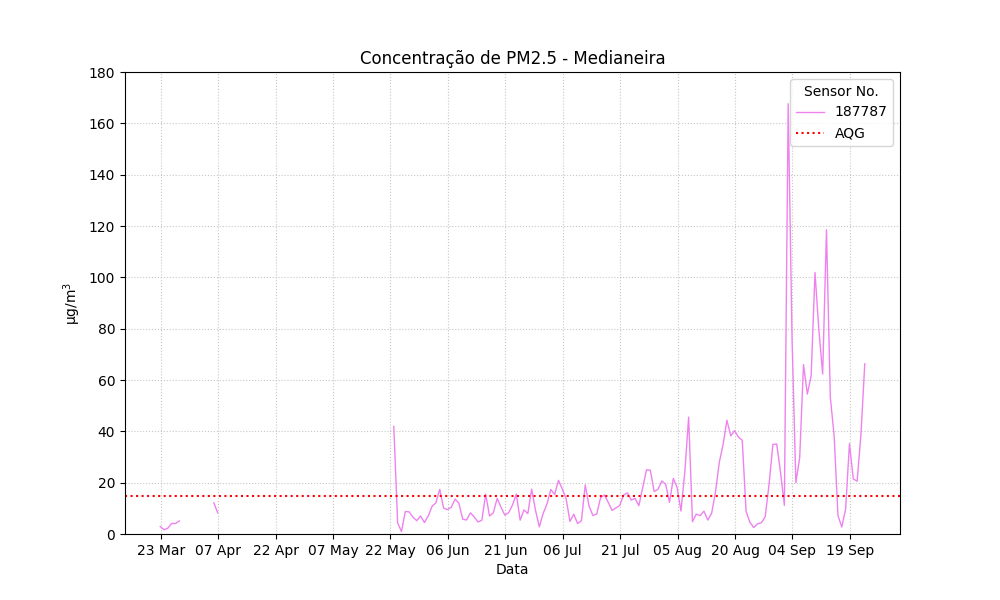 Concentração de PM2.5 - Medianeira
Sensor No.
187787
AQG
µg/m³
180
160
140
120
100
80
60
40
20
0
23 Mar 07 Apr 22 Apr 07 May 22 May 06 Jun 21 Jun 06 Jul 21 Jul 05 Aug 20 Aug 04 Sep 19 Sep
Data